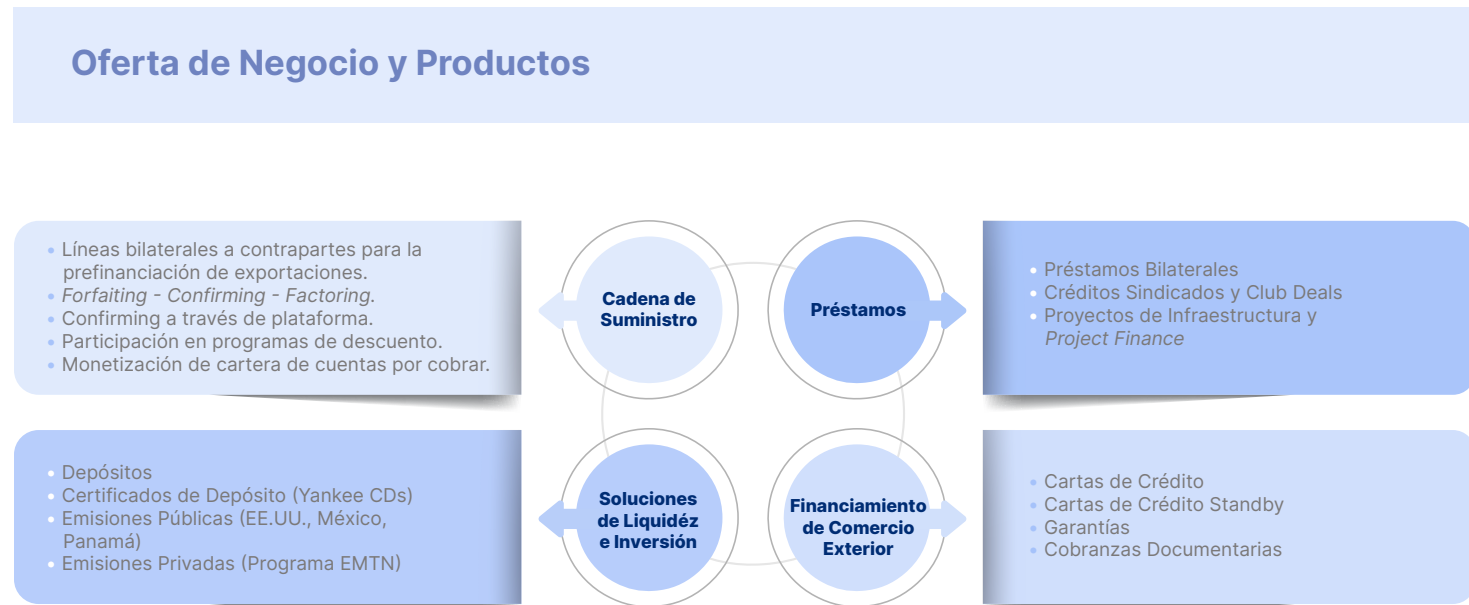 Oferta de Negocio y Productos
• Líneas bilaterales a contrapartes para la
prefinanciación de exportaciones.
• Forfaiting - Confirming - Factoring.
• Confirming a través de plataforma.
• Participación en programas de descuento.
• Monetización de cartera de cuentas por cobrar.
Cadena de
Suministro
Préstamos
• Préstamos Bilaterales
• Créditos Sindicados y Club Deals
• Proyectos de Infraestructura y
Project Finance
• Depósitos
• Certificados de Depósito (Yankee CDs)
• Emisiones Públicas (EE.UU., México,
Panamá)
• Emisiones Privadas (Programa EMTN)
Soluciones
de Liquidéz
e Inversión
Financiamiento
de Comercio
Exterior
• Cartas de Crédito
• Cartas de Crédito Standby
• Garantías
• Cobranzas Documentarias